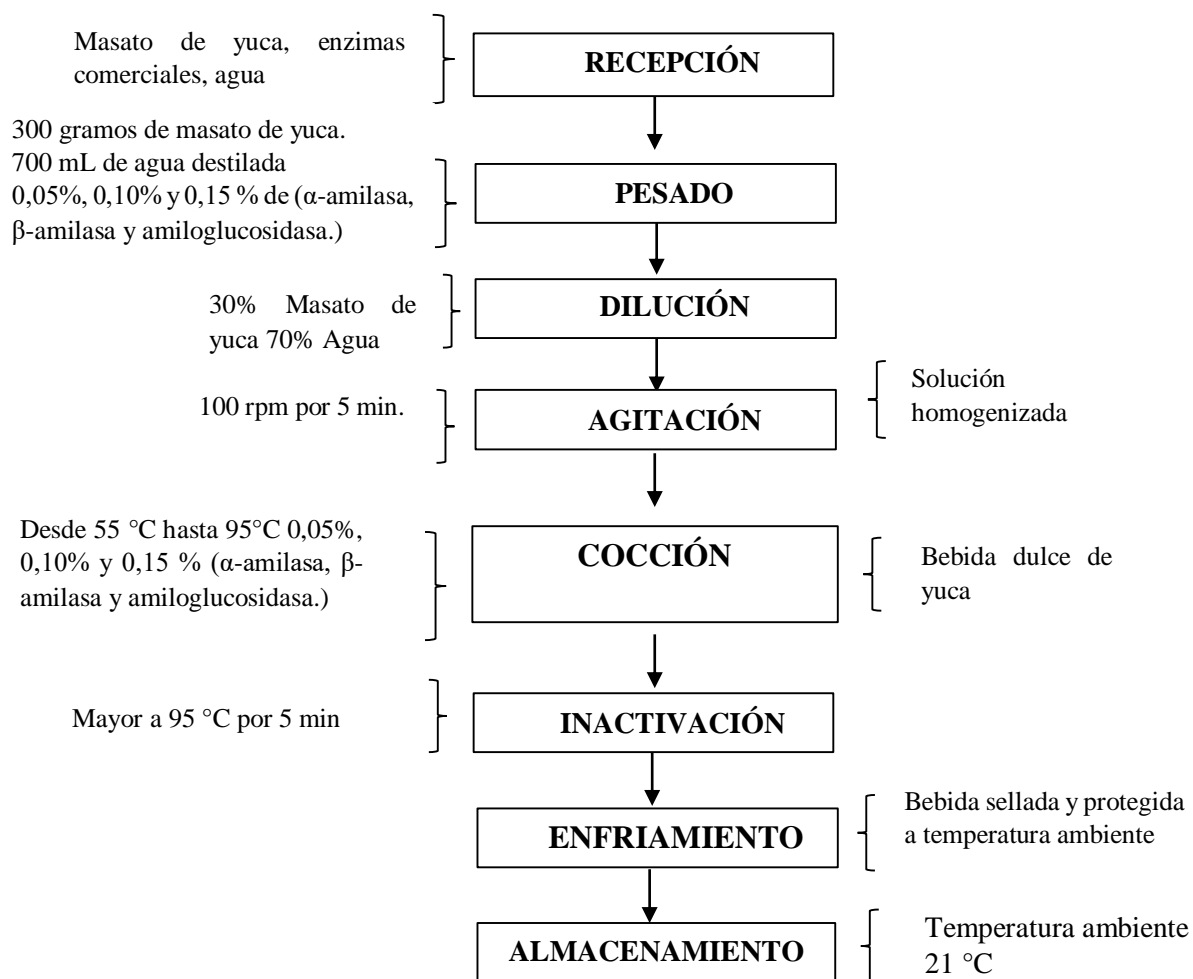 Masato de yuca, enzimas
comerciales, agua
RECEPCIÓN
300 gramos de masato de yuca.
700 mL de agua destilada
0,05%, 0,10% y 0,15 % de (α-amilasa,
β-amilasa y amiloglucosidasa.)
PESADO
30% Masato de
yuca 70% Agua
DILUCIÓN
100 rpm por 5 min.
AGITACIÓN
Solución
homogenizada
Desde 55 °C hasta 95°C 0,05%,
0,10% y 0,15 % (α-amilasa, β-
amilasa y amiloglucosidasa.)
COCCIÓN
Bebida dulce de
yuca
Mayor a 95 °C por 5 min
INACTIVACIÓN
ENFRIAMIENTO
Bebida sellada y protegida
a temperatura ambiente
ALMACENAMIENTO
Temperatura ambiente
21 °C